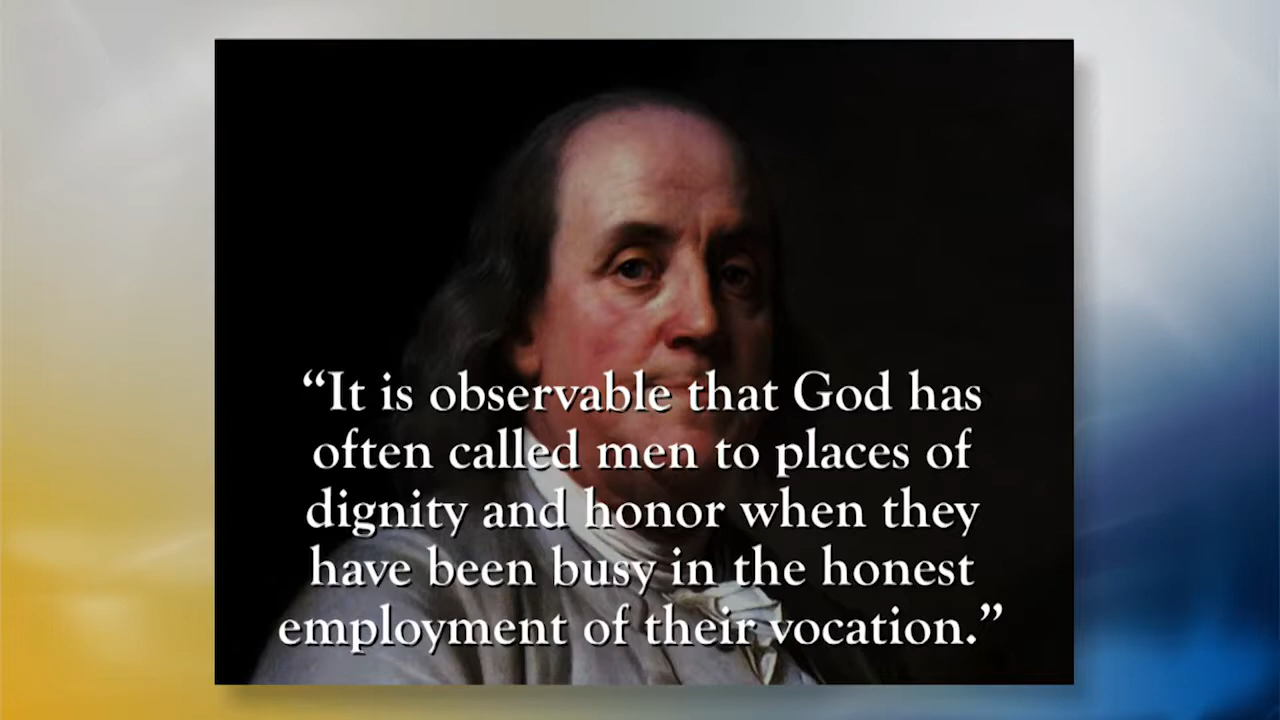 “It is observable that God has
often called men to places of
dignity and honor when they
have been busy in the honest
employment of their vocation.”